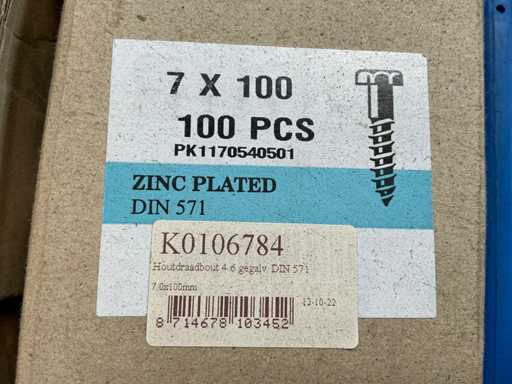 7 X 100
100 PCS
PK1170540501
ZINC PLATED
DIN 571
K0106784
Houtdraadbout 4.6 gegalv. DIN 571
7.0x100mm
12-10-22
8 714678 103452